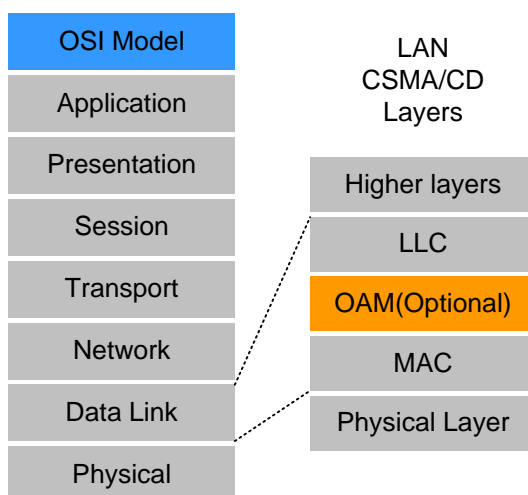 OSI Model
Application
Presentation
Session
Transport
Network
Data Link
Physical
LAN
CSMA/CD
Layers
Higher layers
LLC
OAM(Optional)
MAC
Physical Layer